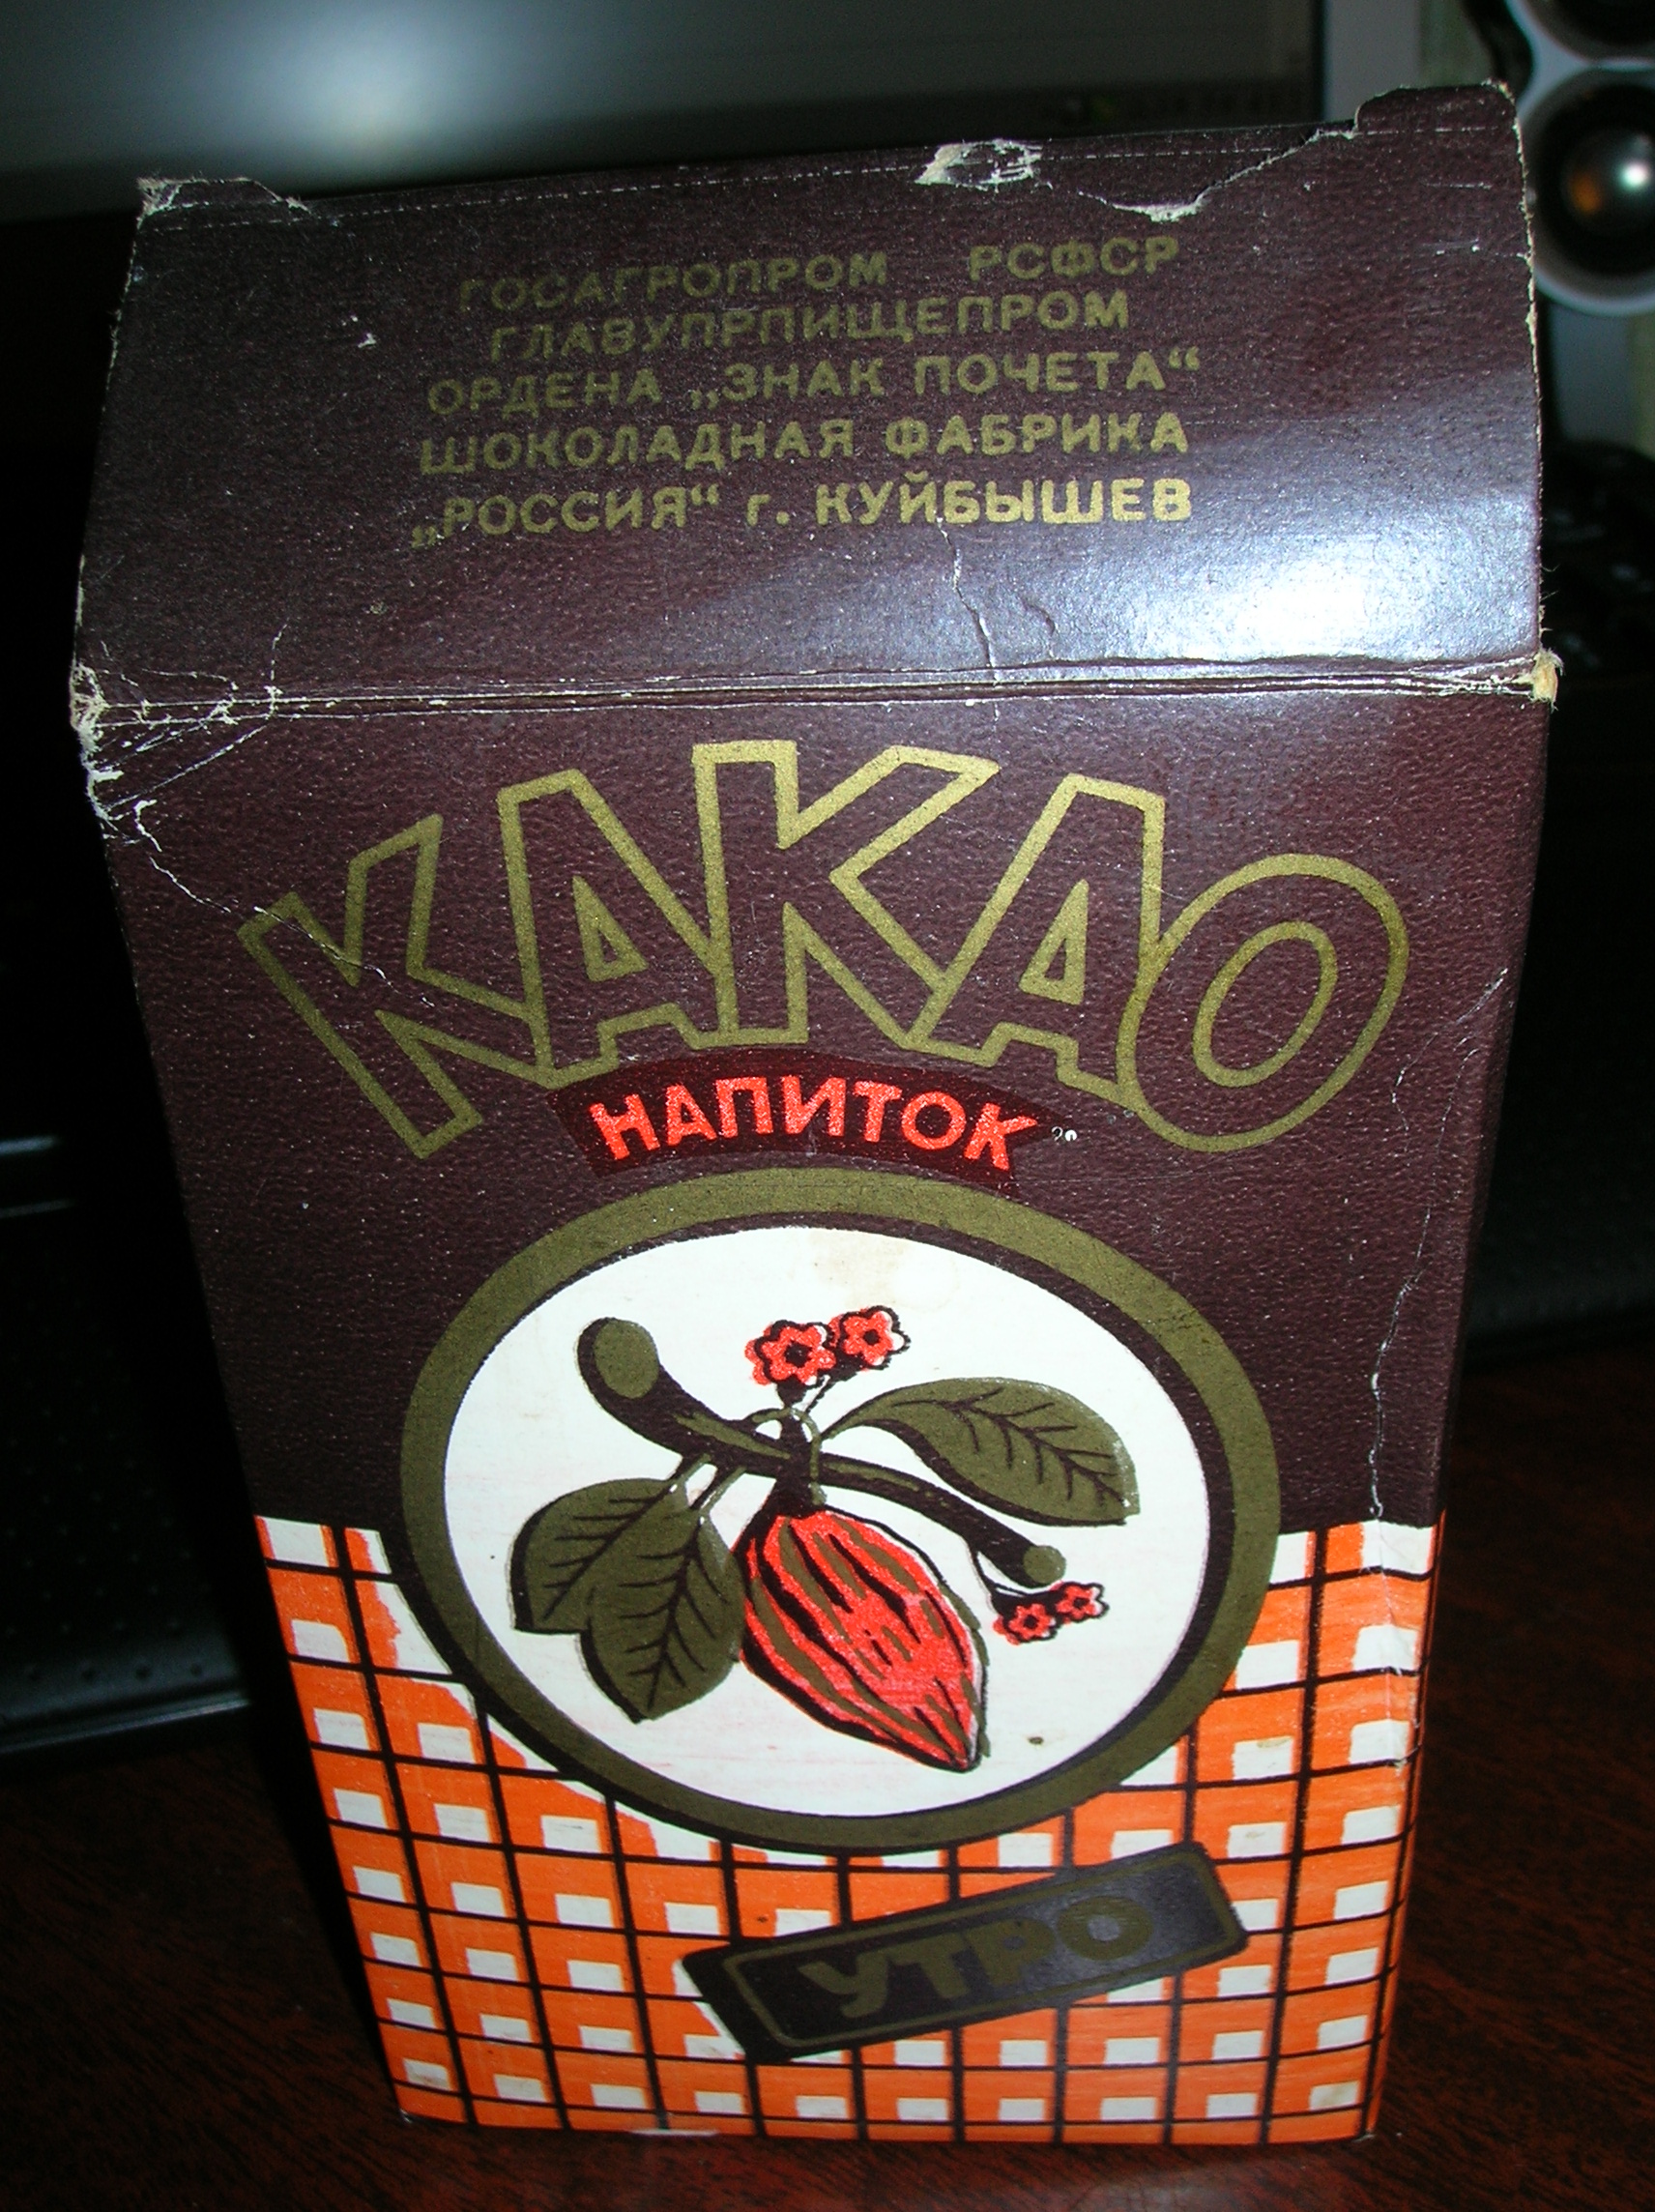 ГОСАГРОПРОМ РСФСР
ГЛАВУПРПИЩЕПРОМ
ОРДЕНА „ЗНАК ПОЧЕТА“
ШОКОЛАДНАЯ ФАБРИКА
„РОССИЯ“ г. КУЙБЫШЕВ
КАКАО
НАПИТОК
УТРО